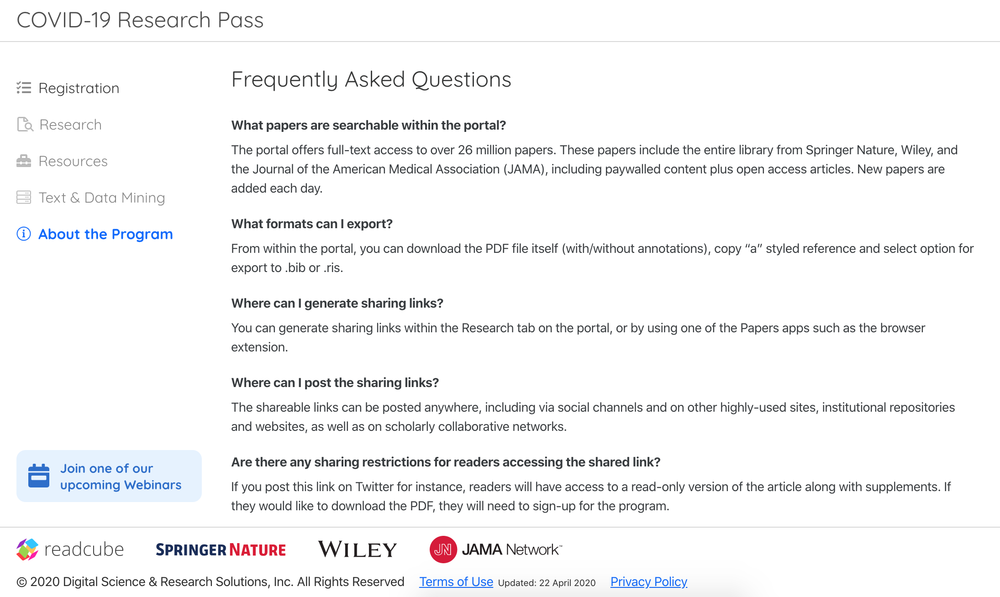 COVID-19 Research Pass
Registration
Research
Resources
Text & Data Mining
About the Program
Join one of our
upcoming Webinars
Frequently Asked Questions
What papers are searchable within the portal?
The portal offers full-text access to over 26 million papers. These papers include the entire library from Springer Nature, Wiley, and
the Journal of the American Medical Association (JAMA), including paywalled content plus open access articles. New papers are
added each day.
What formats can I export?
From within the portal, you can download the PDF file itself (with/without annotations), copy “a” styled reference and select option for
export to .bib or .ris.
Where can I generate sharing links?
You can generate sharing links within the Research tab on the portal, or by using one of the Papers apps such as the browser
extension.
Where can I post the sharing links?
The shareable links can be posted anywhere, including via social channels and on other highly-used sites, institutional repositories
and websites, as well as on scholarly collaborative networks.
Are there any sharing restrictions for readers accessing the shared link?
If you post this link on Twitter for instance, readers will have access to a read-only version of the article along with supplements. If
they would like to download the PDF, they will need to sign-up for the program.
readcube SPRINGER NATURE WILEY JN JAMA Network™
© 2020 Digital Science & Research Solutions, Inc. All Rights Reserved Terms of Use Updated: 22 April 2020 Privacy Policy